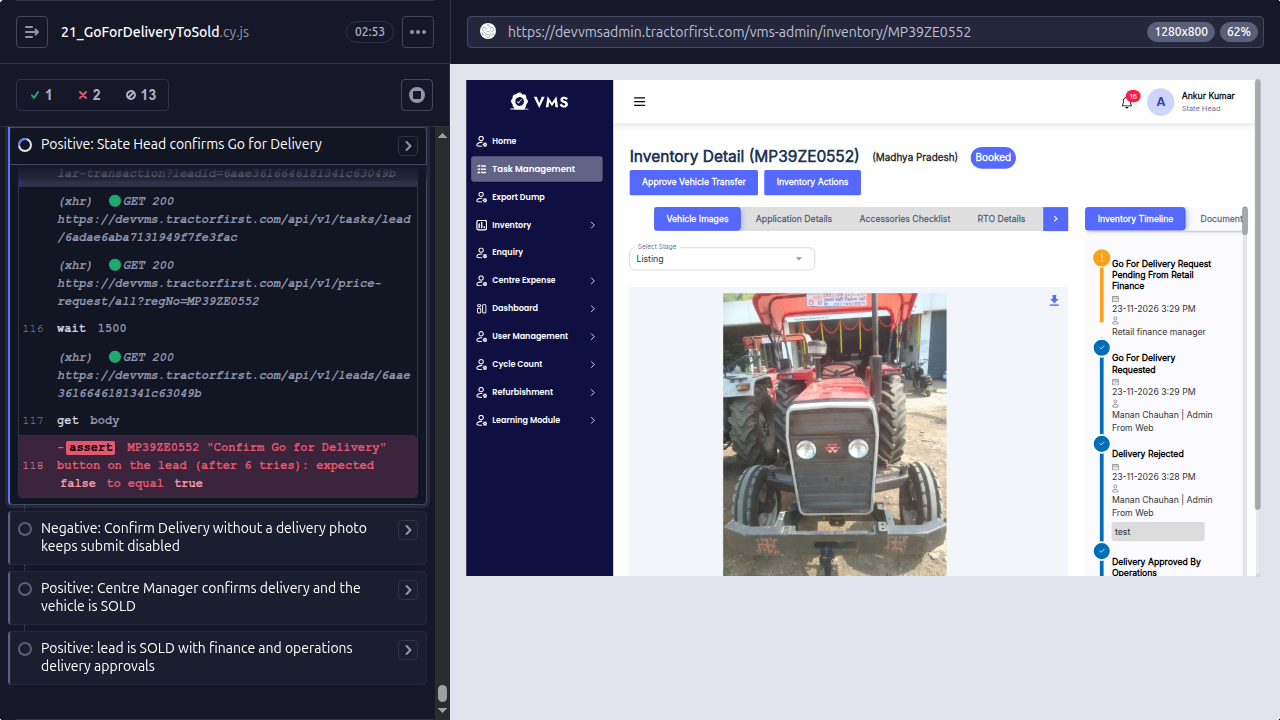 21_GoForDeliveryToSold.cy.js
02:53
1
2
13
Positive: State Head confirms Go for Delivery
lar-transaction?leadId=6aae3616646181341c63049b
(xhr) GET 200
https://devvms.tractorfirst.com/api/v1/tasks/lead
/6adae6aba7131949f7fe3fac
(xhr) GET 200
https://devvms.tractorfirst.com/api/v1/price-
request/all?regNo=MP39ZE0552
116 wait 1500
(xhr) GET 200
https://devvms.tractorfirst.com/api/v1/leads/6aae
3616646181341c63049b
117 get body
-assert MP39ZE0552 "Confirm Go for Delivery"
118 button on the lead (after 6 tries): expected
false to equal true
Negative: Confirm Delivery without a delivery photo
keeps submit disabled
Positive: Centre Manager confirms delivery and the
vehicle is SOLD
Positive: lead is SOLD with finance and operations
delivery approvals
https://devvmsadmin.tractorfirst.com/vms-admin/inventory/MP39ZE0552
1280x800
62%
VMS
Home
Task Management
Export Dump
Inventory
Enquiry
Centre Expense
Dashboard
User Management
Cycle Count
Refurbishment
Learning Module
16
A
Ankur Kumar
State Head
Inventory Detail (MP39ZE0552)
(Madhya Pradesh)
Booked
Approve Vehicle Transfer
Inventory Actions
Vehicle Images
Application Details
Accessories Checklist
RTO Details
Inventory Timeline
Document
Select Stage
Listing
Go For Delivery Request
Pending From Retail
Finance
23-11-2026 3:29 PM
Retail finance manager
Go For Delivery
Requested
23-11-2026 3:29 PM
Manan Chauhan | Admin
From Web
Delivery Rejected
23-11-2026 3:28 PM
Manan Chauhan | Admin
From Web
test
Delivery Approved By
Operations